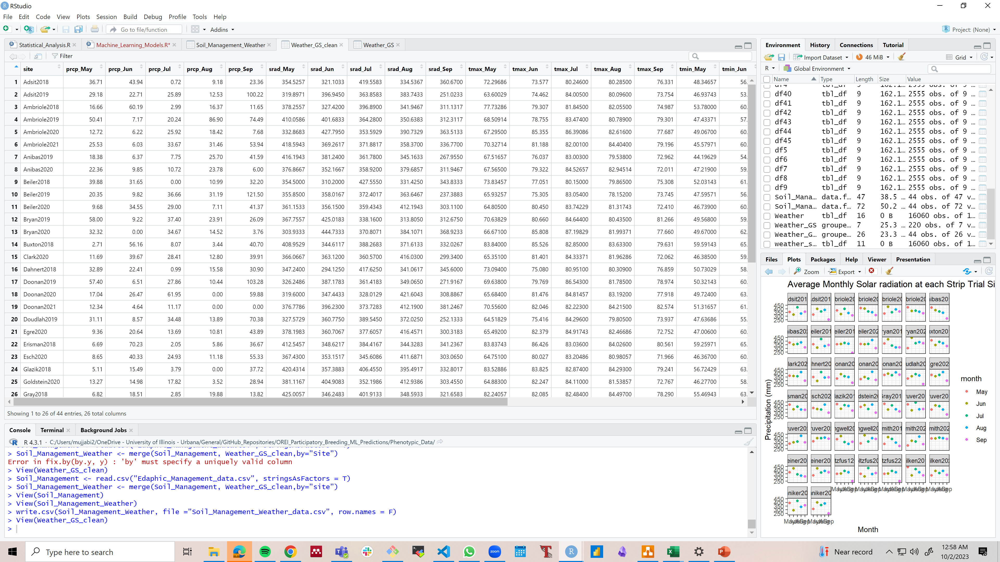 RStudio
File Edit Code View Plots Session Build Debug Profile Tools Help
Go to file/function Addins Project: (None)
Statistical_Analysis.R Machine_Learning_Models.R* Soil_Management_Weather Weather_GS_clean Weather_GS
Filter
site prcp_May prcp_Jun prcp_Jul prcp_Aug prcp_Sep srad_May srad_Jun srad_Jul srad_Aug srad_Sep tmax_May tmax_Jun tmax_Jul tmax_Aug tmax_Sep tmin_May tmin_Jun
1 Adsit2018 36.71 43.94 0.72 9.18 23.36 354.5257 321.1033 419.5583 334.5367 360.6700 72.29686 73.577 80.24600 80.28500 76.331 48.34657 56.
2 Adsit2019 29.18 22.71 25.89 12.53 100.22 319.8971 396.9450 363.8583 383.7433 251.0233 63.60029 74.462 84.00500 80.09600 73.754 46.93743 53.
3 Ambriole2018 16.66 60.19 2.99 16.37 11.65 378.2557 327.4200 396.8900 341.9467 311.1317 77.73286 79.307 81.84500 82.05500 74.987 53.78000 60.
4 Ambriole2019 50.41 7.17 20.24 86.90 74.49 410.0586 401.6833 364.2800 350.6383 312.3117 68.50914 78.755 83.47400 80.78900 79.301 47.43371 57.
5 Ambriole2020 12.72 6.22 25.92 18.42 7.68 332.8683 427.7950 353.5929 390.7329 363.5133 67.29500 85.355 86.39086 82.61600 77.687 49.06700 60.
6 Ambriole2021 25.53 6.03 33.67 31.46 53.94 418.5943 369.2617 371.8817 358.3700 336.7700 70.32714 81.188 82.00100 84.40400 79.196 45.57971 60.
7 Anibas2019 18.38 6.37 7.75 25.70 41.59 416.1943 381.2400 361.7800 345.1633 267.9550 67.51657 76.037 83.00300 79.53800 72.962 44.19629 54.
8 Anibas2020 22.36 9.85 10.72 23.78 6.00 376.8667 352.1667 358.9200 379.6857 311.9467 67.56500 79.322 84.52657 82.94514 72.011 47.21900 59.
9 Beiler2018 39.88 31.65 0.00 10.99 32.20 354.5000 310.2000 427.5550 331.4250 343.8333 73.83457 77.051 80.15000 79.86500 75.308 52.03143 61.
10 Beiler2019 20.35 9.82 36.66 31.19 121.50 355.8500 358.0167 372.4017 363.6467 237.3883 65.93257 75.305 83.05400 78.15200 73.745 47.59571 56.
11 Beiler2020 9.68 34.55 29.00 7.11 41.37 361.1533 356.1500 359.4343 412.1943 303.1100 64.80500 80.450 83.74229 81.31743 72.410 46.73900 60.
12 Bryan2019 58.00 9.22 37.40 23.91 26.09 367.7557 425.0183 338.1600 313.8050 312.6750 70.63829 80.660 84.64400 80.43500 81.266 49.56800 59.
13 Bryan2020 32.32 0.00 34.67 14.52 3.76 303.9333 444.7333 370.8071 384.1071 368.9233 66.67100 85.808 87.19829 81.99371 77.660 49.67000 62.
14 Buxton2018 2.71 56.16 8.07 3.44 40.70 408.9529 344.6117 388.2683 371.6133 332.0267 83.84000 85.526 82.85000 83.63300 79.631 59.59143 65.
15 Clark2020 11.69 39.67 28.41 12.80 39.91 366.0667 363.1200 360.5700 416.0300 299.3400 65.35100 81.401 84.33371 81.96286 72.062 46.38500 59.
16 Dahnert2018 32.89 22.41 0.99 15.58 30.90 347.2400 294.1250 417.6250 341.0617 345.6000 73.09400 75.080 80.95100 80.30900 76.859 50.73029 58.
17 Doonan2019 57.40 6.51 27.86 10.44 103.28 326.2486 387.1783 361.4183 349.0650 271.9167 69.63800 79.769 86.54300 81.78500 78.974 50.32143 60.
18 Doonan2020 17.04 26.47 61.95 0.00 59.88 319.6000 347.4433 328.0129 421.6043 308.8867 65.68400 81.476 84.81457 83.19200 77.918 49.72400 63.
19 Doonan2021 12.34 4.64 11.17 0.00 0.00 376.7786 396.2300 373.7283 412.1900 381.2467 70.55600 82.046 82.22300 84.21500 82.574 51.31657 61.
20 Doudlah2019 31.11 8.57 34.48 13.89 70.38 327.5729 360.7750 389.5450 372.0250 252.1333 64.51829 75.416 84.29600 79.80500 73.937 47.63686 55.
21 Egre2020 9.36 20.64 13.69 10.81 43.89 378.1983 360.7067 377.6057 416.4571 300.3183 65.49200 82.379 84.91743 82.46686 72.752 47.00600 60.
22 Erisman2018 6.69 70.23 2.05 5.86 36.67 412.5457 348.6217 384.4167 344.3283 341.2367 83.83743 86.426 83.03600 84.02600 80.561 59.25971 65.
23 Esch2020 8.65 40.33 24.93 11.18 55.33 367.4300 353.1517 345.6086 411.6871 303.0650 64.75100 80.027 83.20486 80.98057 71.966 46.36700 60.
24 Glazik2018 5.11 15.49 3.79 0.00 37.72 420.4314 357.3883 406.4550 395.4917 332.8017 83.52886 83.825 82.87400 84.29300 79.241 56.72429 63.
25 Goldstein2020 13.27 14.98 17.82 3.52 28.94 381.1167 404.9083 352.1986 412.9386 303.4550 64.88300 82.247 84.11000 81.53857 72.767 46.27700 58.
26 Gray2018 6.82 18.51 2.85 19.88 13.82 425.0057 346.2483 401.9133 348.5933 321.6583 82.24057 82.085 82.48400 84.49700 78.290 55.46943 63.
Showing 1 to 26 of 44 entries, 26 total columns
Console Terminal Background Jobs
R 4.3.1 · C:/Users/mujjabi2/OneDrive - University of Illinois - Urbana/General/GitHub_Repositories/OREI_Participatory_Breeding_ML_Predictions/Phenotypic_Data/
> Soil_Management_Weather <- merge(Soil_Management, Weather_GS_clean,by="Site")
Error in fix.by(by.y, y) : 'by' must specify a uniquely valid column
> View(Weather_GS_clean)
> Soil_Management <- read.csv("Edaphic_Management_data.csv", stringsAsFactors = T)
> Soil_Management_Weather <- merge(Soil_Management, Weather_GS_clean,by="site")
> View(Soil_Management)
> View(Soil_Management_Weather)
> write.csv(Soil_Management_Weather, file ="Soil_Management_Weather_data.csv", row.names = F)
> View(Weather_GS_clean)
>
Environment History Connections Tutorial
Import Dataset 46 MiB Grid
R Global Environment
Name Type Length Size Value
df40 tbl_df 9 162.1… 2555 obs. of 9 …
df41 tbl_df 9 162.1… 2555 obs. of 9 …
df42 tbl_df 9 162.1… 2555 obs. of 9 …
df43 tbl_df 9 162.1… 2555 obs. of 9 …
df44 tbl_df 9 162.1… 2555 obs. of 9 …
df45 tbl_df 9 162.1… 2555 obs. of 9 …
df5 tbl_df 9 162.1… 2555 obs. of 9 …
df6 tbl_df 9 162.1… 2555 obs. of 9 …
df7 tbl_df 9 162.1… 2555 obs. of 9 …
df8 tbl_df 9 162.1… 2555 obs. of 9 …
df9 tbl_df 9 162.1… 2555 obs. of 9 …
Soil_Mana… data.f… 47 38.5 … 44 obs. of 47 v…
Soil_Mana… data.f… 72 50.2 … 44 obs. of 72 v…
Weather tbl_df 16 0 B 16060 obs. of 1…
Weather_GS groupe… 7 25.3 … 220 obs. of 7 v…
Weather_G… groupe… 26 23.3 … 44 obs. of 26 v…
weather_s… tbl_df 11 0 B 16060 obs. of 1…
Files Plots Packages Help Viewer Presentation
Zoom Export
Average Monthly Solar radiation at each Strip Trial Si
Precipitation (mm)
month
May
Jun
Jul
Aug
Sep
Month
Type here to search
zoom
Near record
12:58 AM
10/2/2023